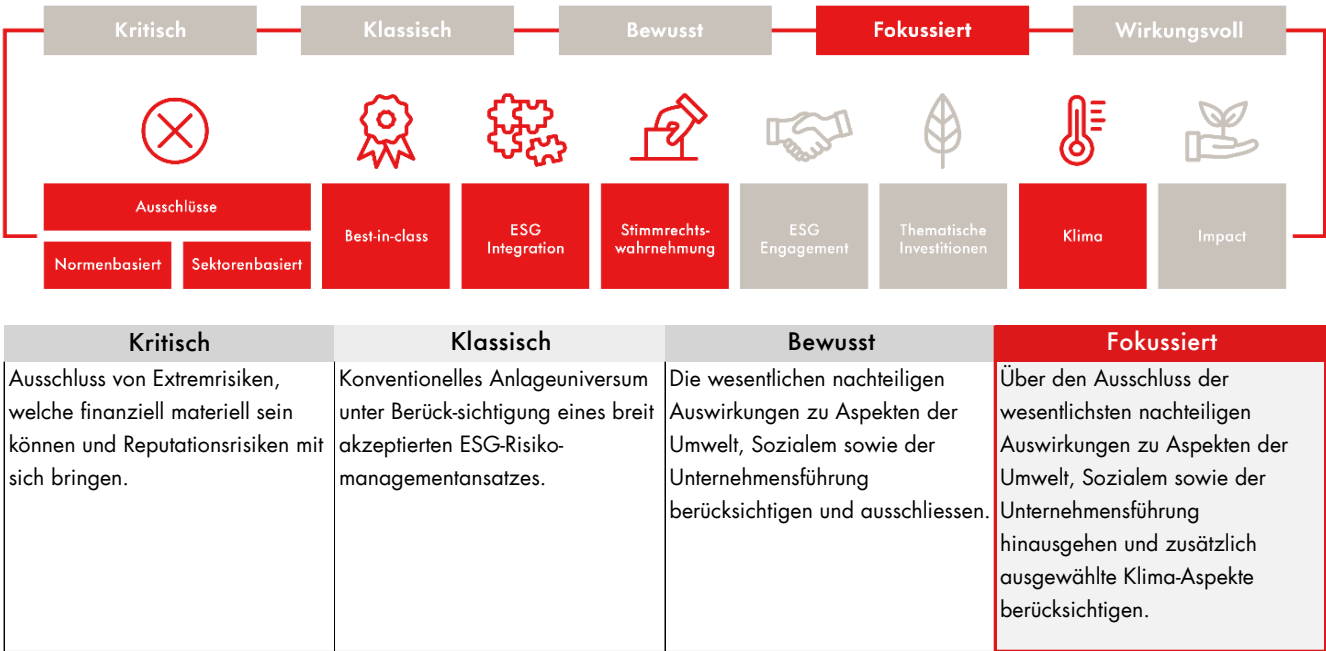 Kritisch
Klassisch
Bewusst
Fokussiert
Wirkungsvoll
Ausschlüsse
Normenbasiert
Sektorenbasiert
Best-in-class
ESG
Integration
Stimmrechts-
wahrnehmung
ESG
Engagement
Thematische
Investitionen
Klima
Impact
Kritisch
Ausschluss von Extremrisiken,
welche finanziell materiell sein
können und Reputationsrisiken mit
sich bringen.
Klassisch
Konventionelles Anlageuniversum
unter Berück-sichtigung eines breit
akzeptierten ESG-Risiko-
managementansatzes.
Bewusst
Die wesentlichen nachteiligen
Auswirkungen zu Aspekten der
Umwelt, Sozialem sowie der
Unternehmensführung
berücksichtigen und ausschliessen.
Fokussiert
Über den Ausschluss der
wesentlichsten nachteiligen
Auswirkungen zu Aspekten der
Umwelt, Sozialem sowie der
Unternehmensführung
hinausgehen und zusätzlich
ausgewählte Klima-Aspekte
berücksichtigen.